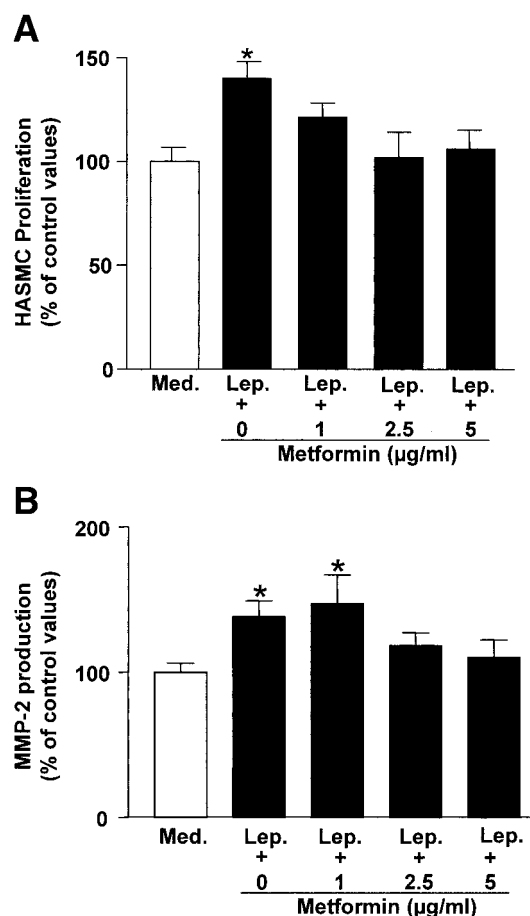 A
HASMC Proliferation
(% of control values)
150
100
50
0
*
Med. Lep. Lep. Lep. Lep.
+ + + +
0 1 2.5 5
Metformin (μg/ml)
B
MMP-2 production
(% of control values)
200
100
0
* *
Med. Lep. Lep. Lep. Lep.
+ + + +
0 1 2.5 5
Metformin (μg/ml)